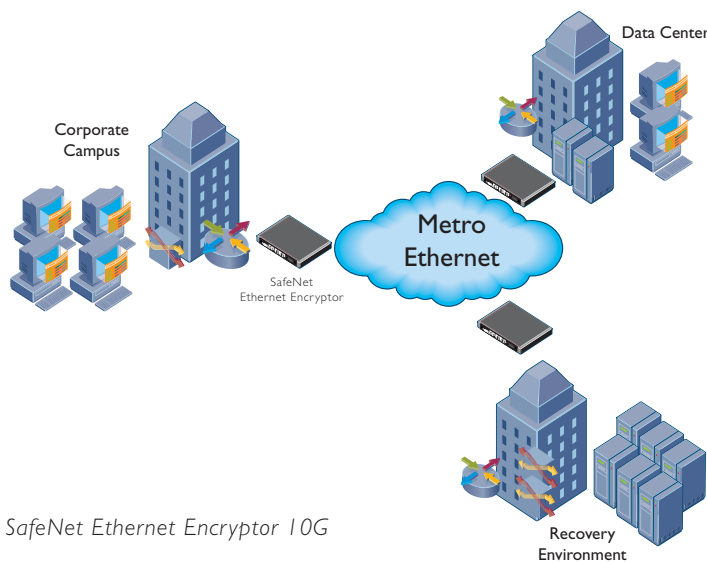 Data Center
Corporate
Campus
Metro
Ethernet
SafeNet
Ethernet Encryptor
SafeNet Ethernet Encryptor 10G
Recovery
Environment